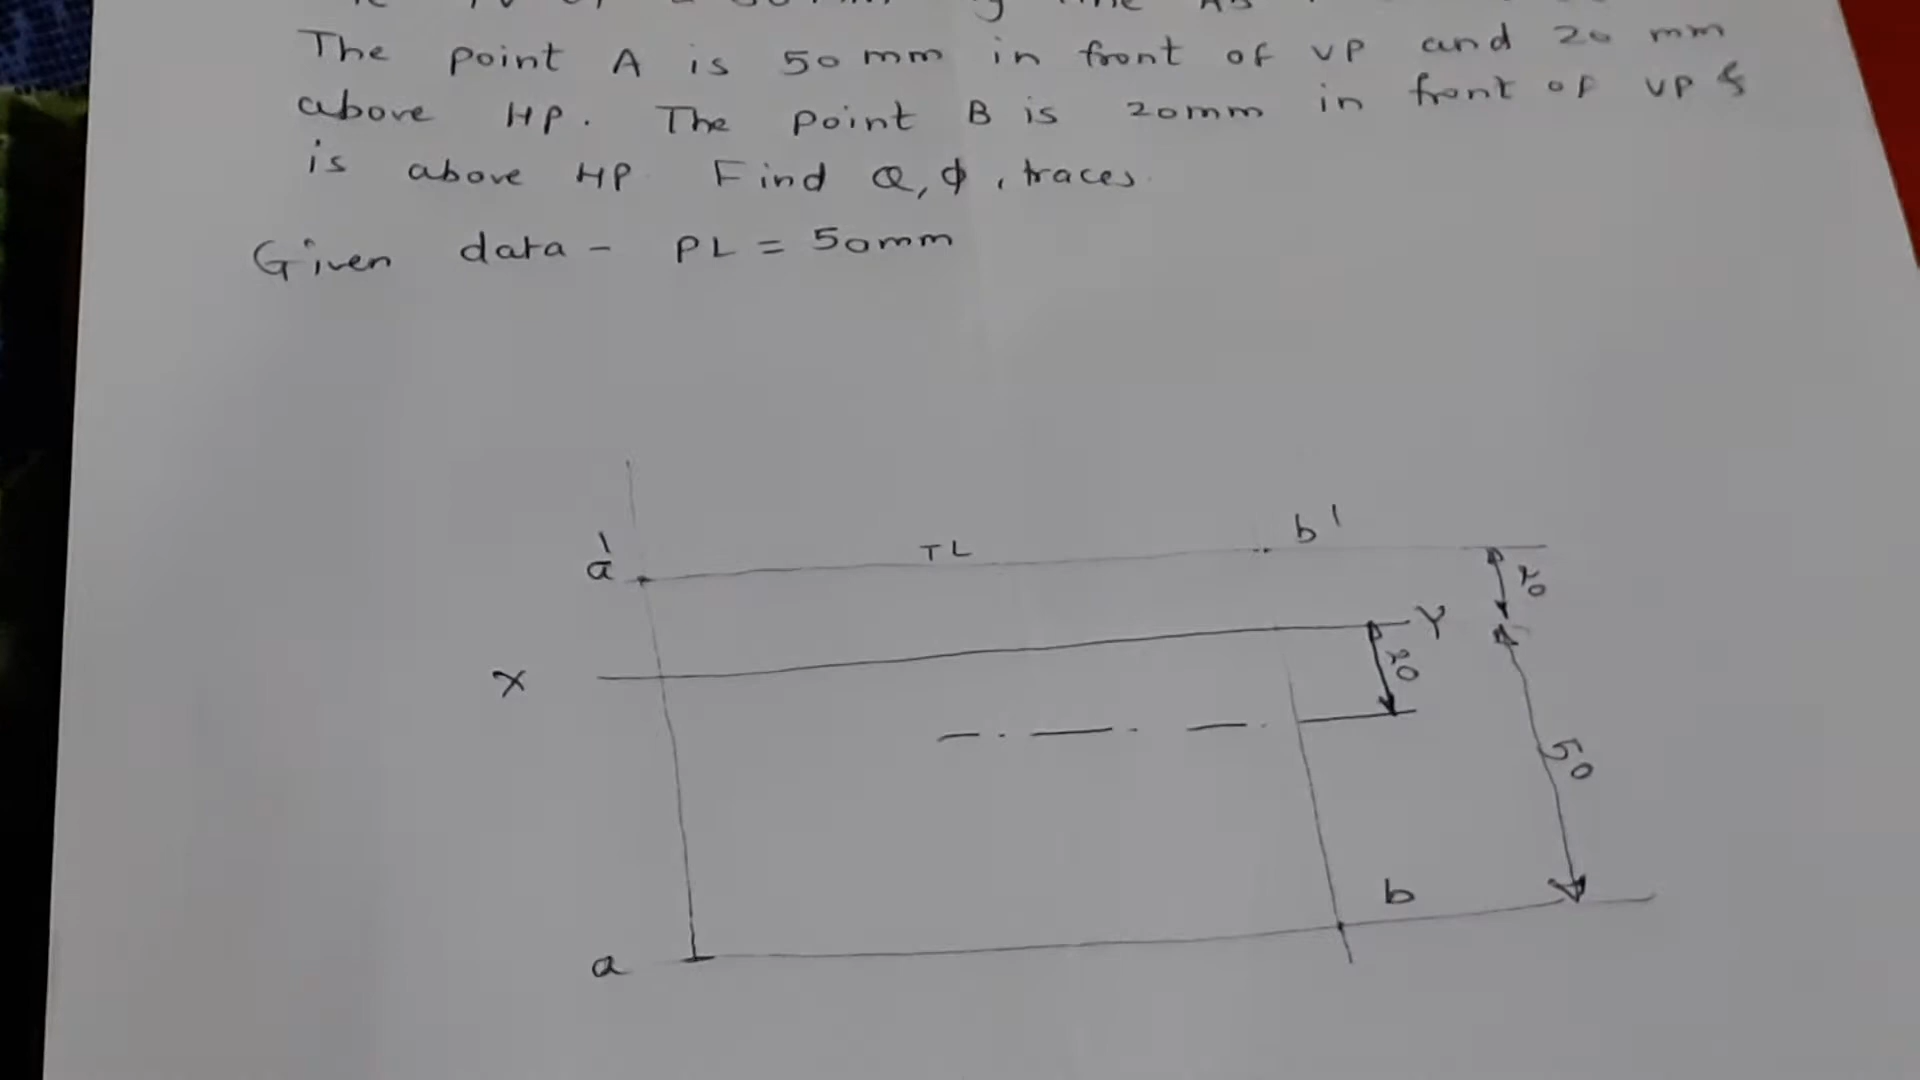 The point A is 50 mm in front of VP and 20 mm
above HP. The point B is 20mm in front of VP &
is above HP Find θ, φ, traces.
Given data - PL = 50mm
a' TL b'
20
X Y
20
50
b
a